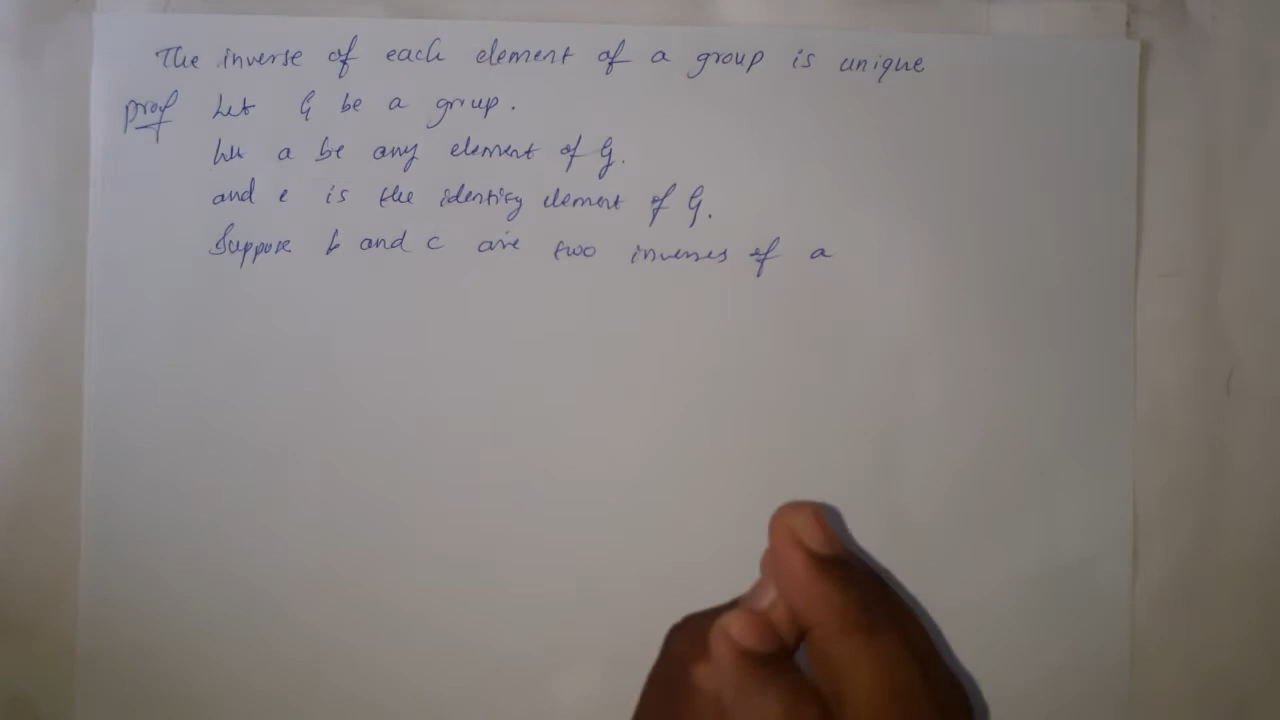 The inverse of each element of a group is unique
proof Let G be a group.
Let a be any element of G.
and e is the identity element of G.
Suppose b and c are two inverses of a